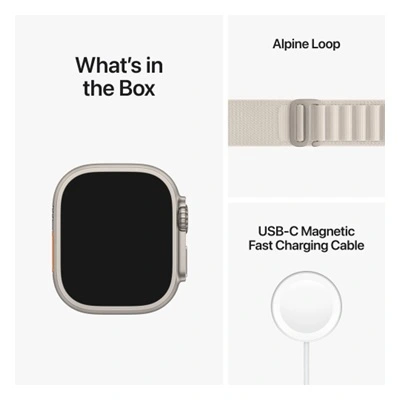 What's in
the Box
Alpine Loop
USB-C Magnetic
Fast Charging Cable